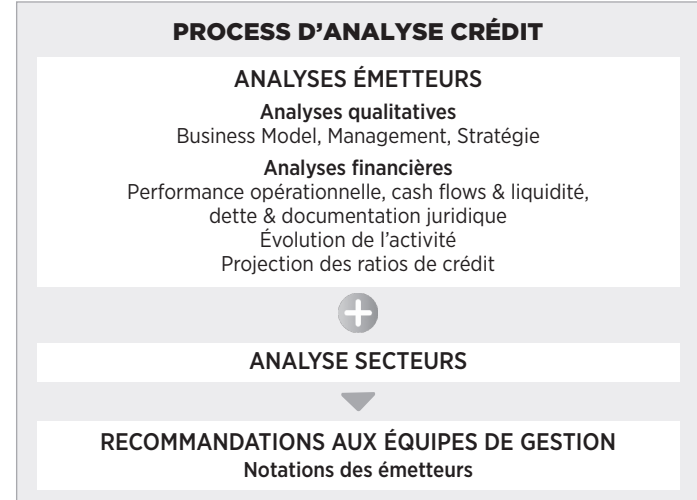 PROCESS D’ANALYSE CRÉDIT
ANALYSES ÉMETTEURS
Analyses qualitatives
Business Model, Management, Stratégie
Analyses financières
Performance opérationnelle, cash flows & liquidité,
dette & documentation juridique
Évolution de l’activité
Projection des ratios de crédit
+
ANALYSE SECTEURS
RECOMMANDATIONS AUX ÉQUIPES DE GESTION
Notations des émetteurs